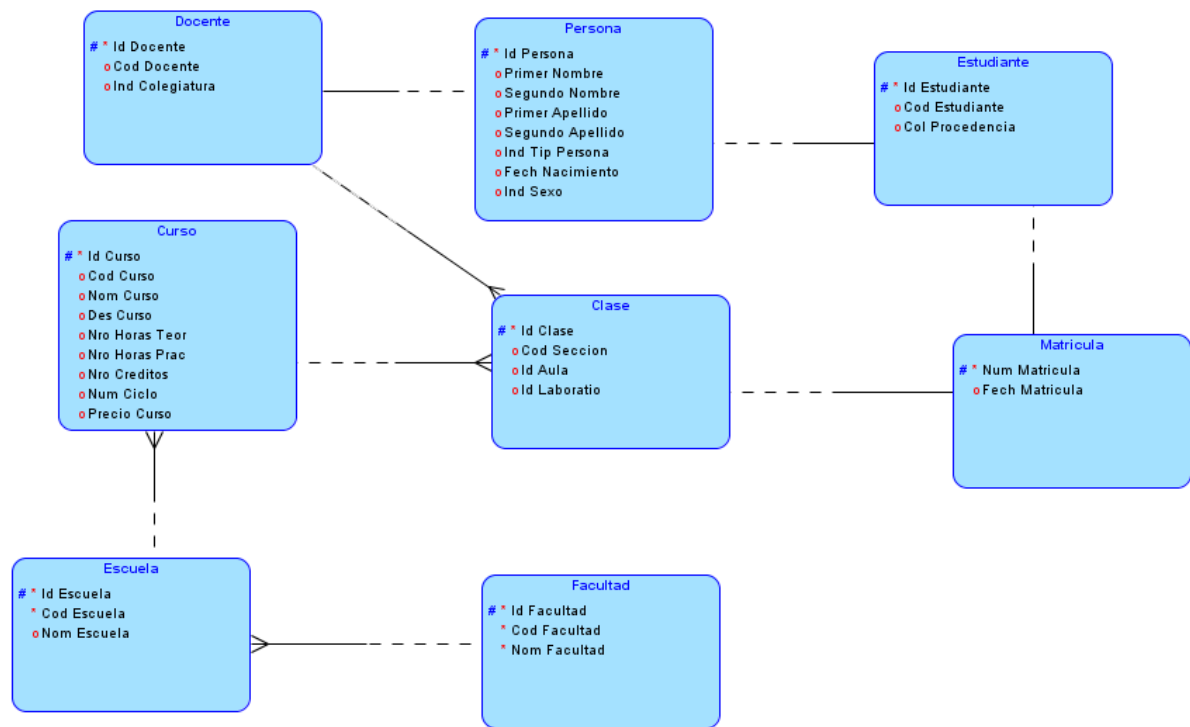 Docente
# * Id Docente
o Cod Docente
o Ind Colegiatura
Persona
# * Id Persona
o Primer Nombre
o Segundo Nombre
o Primer Apellido
o Segundo Apellido
o Ind Tip Persona
o Fech Nacimiento
o Ind Sexo
Estudiante
# * Id Estudiante
o Cod Estudiante
o Col Procedencia
Curso
# * Id Curso
o Cod Curso
o Nom Curso
o Des Curso
o Nro Horas Teor
o Nro Horas Prac
o Nro Creditos
o Num Ciclo
o Precio Curso
Clase
# * Id Clase
o Cod Seccion
o Id Aula
o Id Laboratio
Matricula
# * Num Matricula
o Fech Matricula
Escuela
# * Id Escuela
* Cod Escuela
o Nom Escuela
Facultad
# * Id Facultad
* Cod Facultad
* Nom Facultad